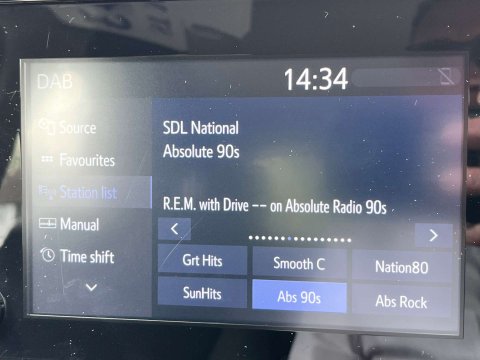 DAB
14:34
Source
Favourites
Station list
Manual
Time shift
SDL National
Absolute 90s
R.E.M. with Drive -- on Absolute Radio 90s
Grt Hits
Smooth C
Nation80
SunHits
Abs 90s
Abs Rock